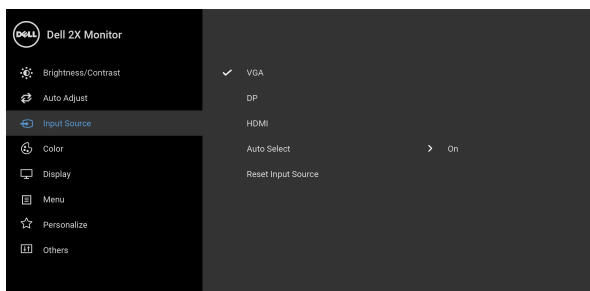 DELL Dell 2X Monitor
Brightness/Contrast
Auto Adjust
Input Source
Color
Display
Menu
Personalize
Others
VGA
DP
HDMI
Auto Select On
Reset Input Source